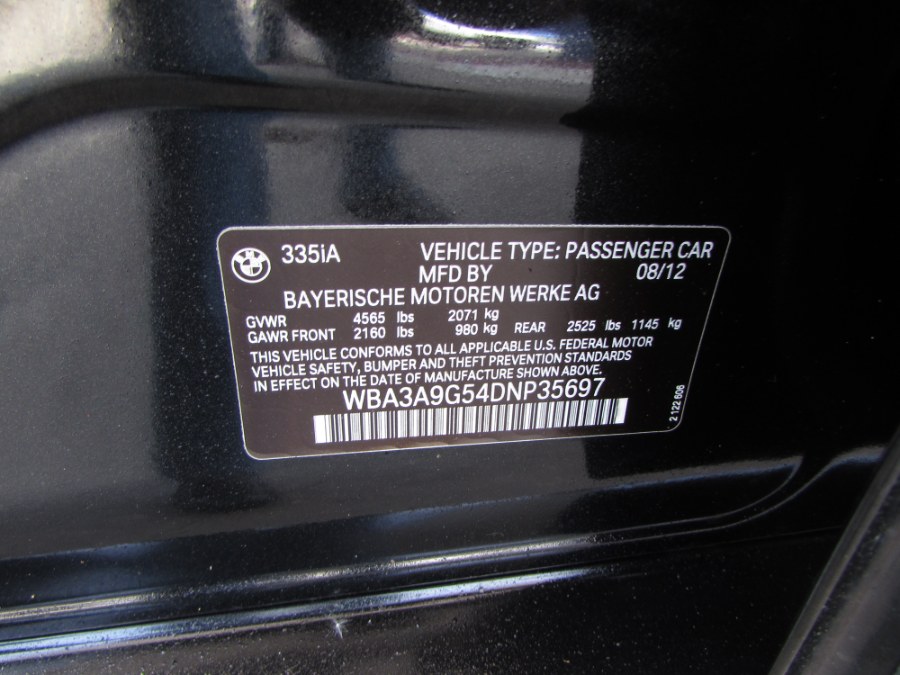 335iA VEHICLE TYPE: PASSENGER CAR
MFD BY 08/12
BAYERISCHE MOTOREN WERKE AG
GVWR 4565 lbs 2071 kg
GAWR FRONT 2160 lbs 980 kg REAR 2525 lbs 1145 kg
THIS VEHICLE CONFORMS TO ALL APPLICABLE U.S. FEDERAL MOTOR
VEHICLE SAFETY, BUMPER AND THEFT PREVENTION STANDARDS
IN EFFECT ON THE DATE OF MANUFACTURE SHOWN ABOVE.
WBA3A9G54DNP35697
2 122 606